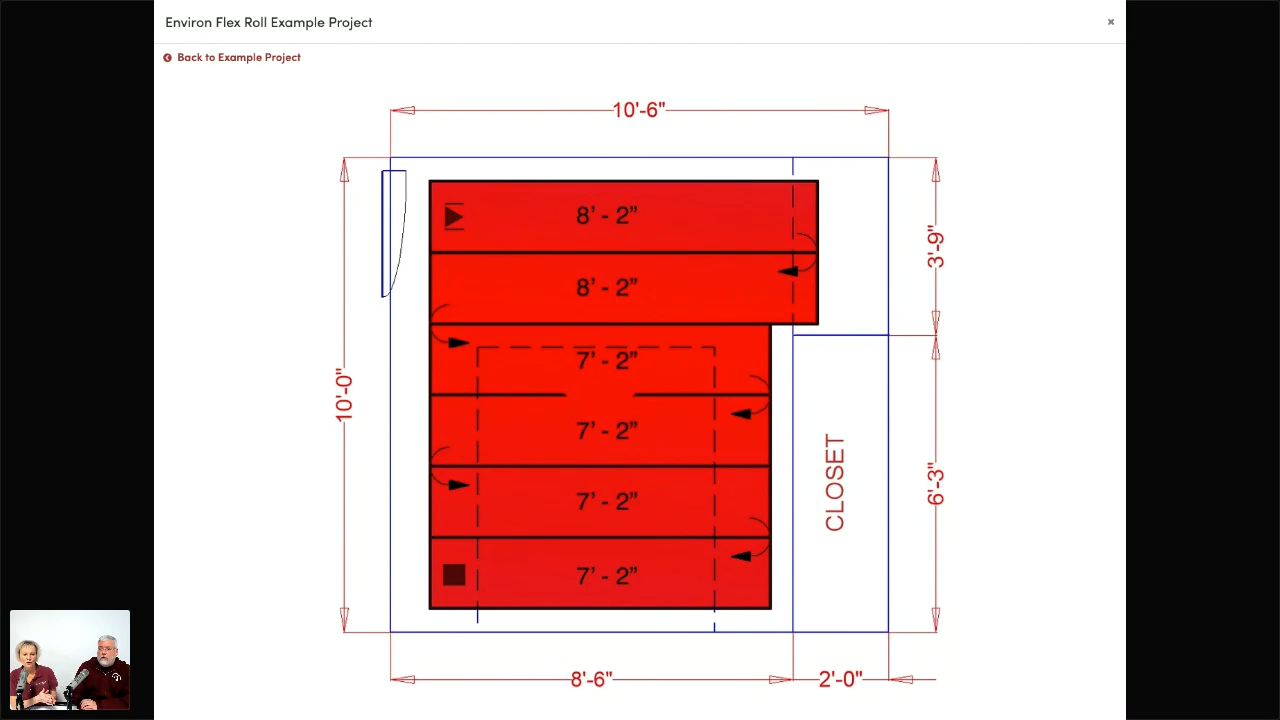 Environ Flex Roll Example Project
×
Back to Example Project
10'-6"
8' - 2”
8' - 2”
3'-9"
7' - 2”
10'-0"
7' - 2”
7' - 2”
CLOSET
6'-3"
7' - 2”
8'-6"
2'-0"